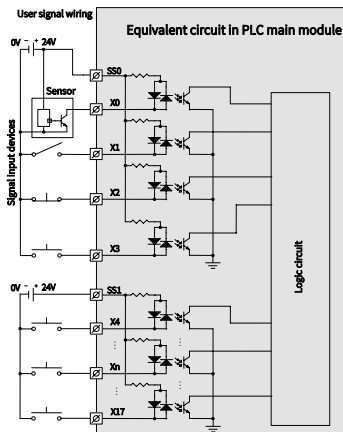 User signal wiring
Equivalent circuit in PLC main module
0V - + 24V
SS0
Sensor
X0
X1
X2
X3
Signal input devices
Logic circuit
0V - + 24V
SS1
X4
Xn
X17